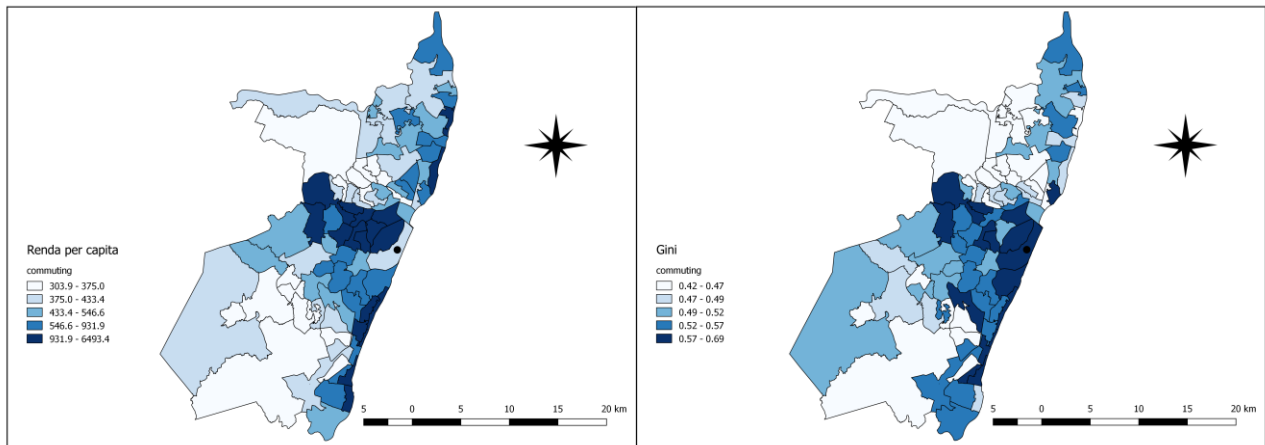 Renda per capita
commuting
303.9 - 375.0
375.0 - 433.4
433.4 - 546.6
546.6 - 931.9
931.9 - 6493.4
5 0 5 10 15 20 km
Gini
commuting
0.42 - 0.47
0.47 - 0.49
0.49 - 0.52
0.52 - 0.57
0.57 - 0.69
5 0 5 10 15 20 km